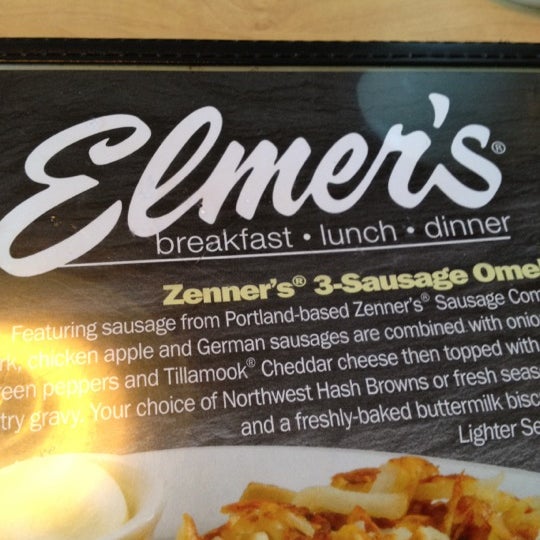 Elmer's®
breakfast • lunch • dinner
Zenner's® 3-Sausage Omel
Featuring sausage from Portland-based Zenner's® Sausage Com
rk, chicken apple and German sausages are combined with onio
reen peppers and Tillamook® Cheddar cheese then topped with
try gravy. Your choice of Northwest Hash Browns or fresh seas
and a freshly-baked buttermilk bisc
Lighter Se